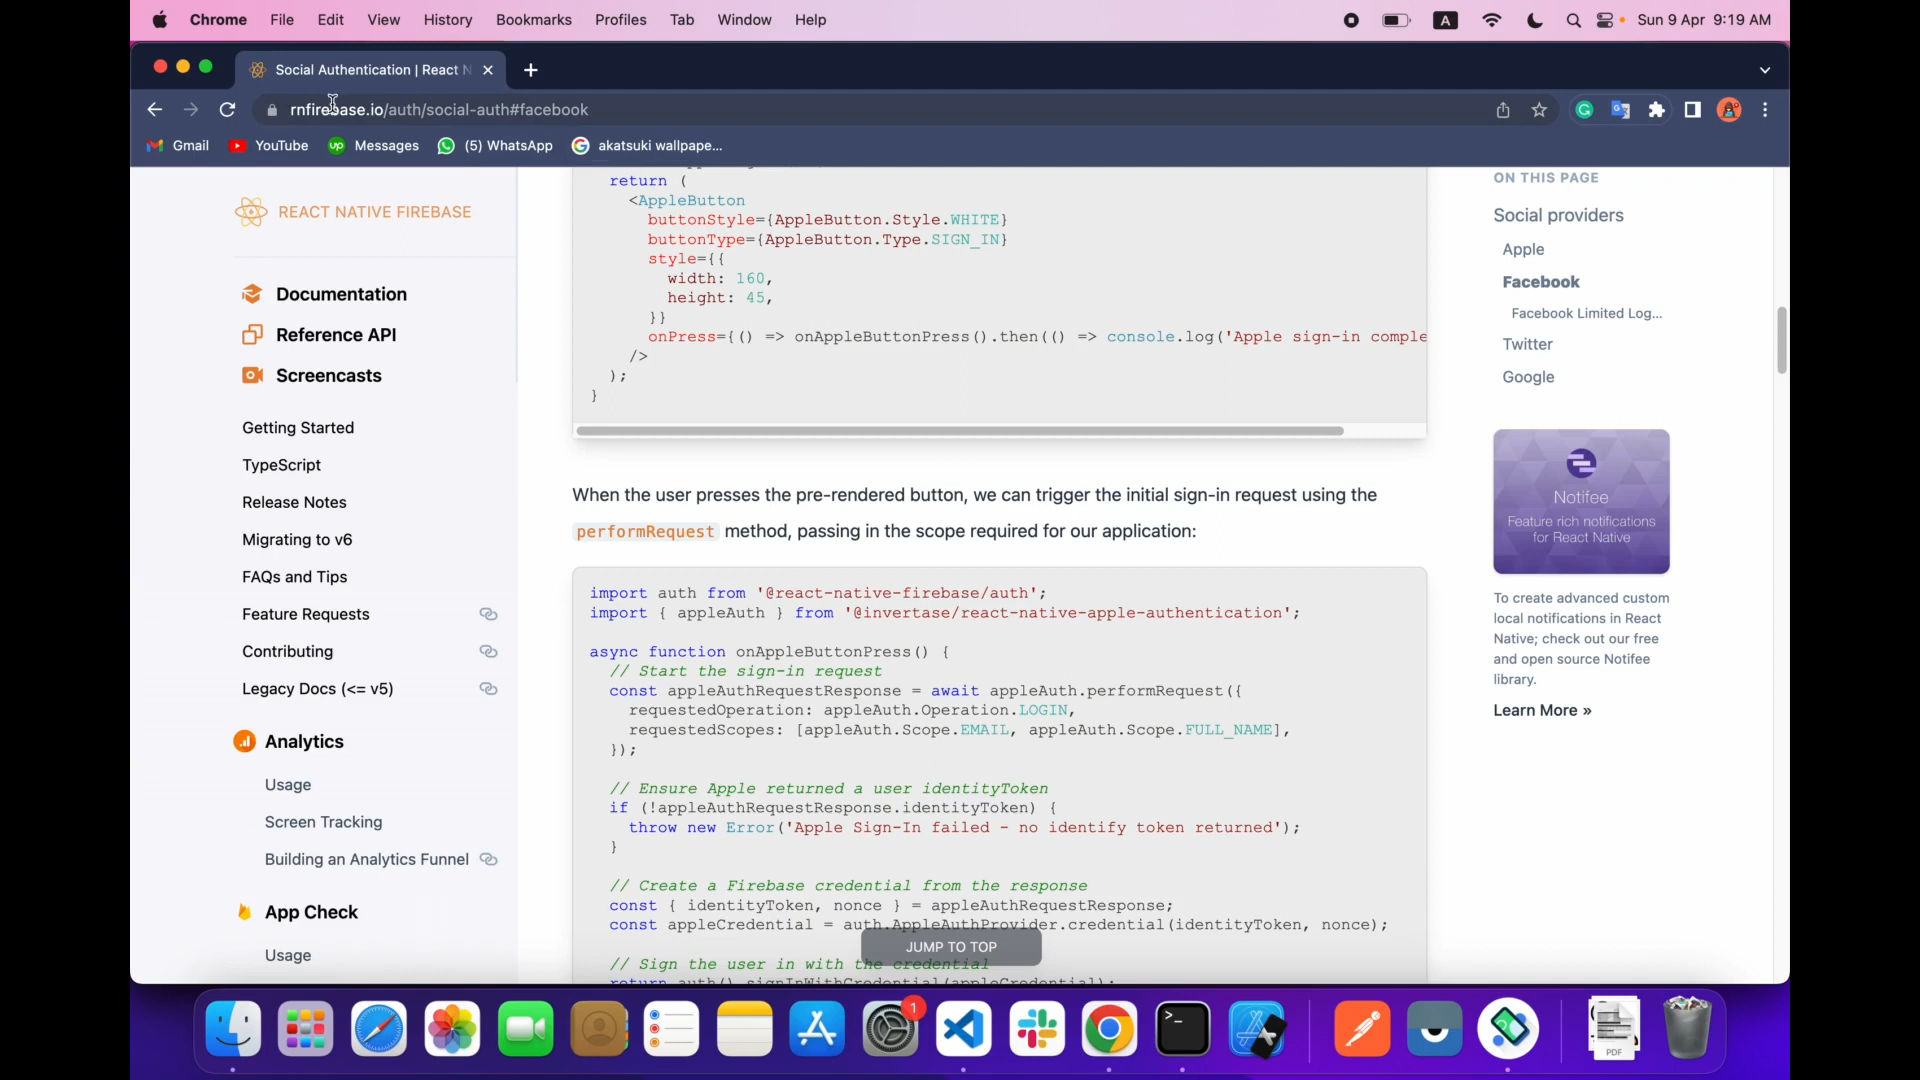 Chrome File Edit View History Bookmarks Profiles Tab Window Help
A
Sun 9 Apr 9:19 AM
Social Authentication | React N
rnfirebase.io/auth/social-auth#facebook
Gmail YouTube Messages (5) WhatsApp akatsuki wallpape...
REACT NATIVE FIREBASE
Documentation
Reference API
Screencasts
Getting Started
TypeScript
Release Notes
Migrating to v6
FAQs and Tips
Feature Requests
Contributing
Legacy Docs (<= v5)
Analytics
Usage
Screen Tracking
Building an Analytics Funnel
App Check
Usage
return (
<AppleButton
buttonStyle={AppleButton.Style.WHITE}
buttonType={AppleButton.Type.SIGN_IN}
style={{
width: 160,
height: 45,
}}
onPress={() => onAppleButtonPress().then(() => console.log('Apple sign-in comple
/>
);
}
When the user presses the pre-rendered button, we can trigger the initial sign-in request using the
performRequest method, passing in the scope required for our application:
import auth from '@react-native-firebase/auth';
import { appleAuth } from '@invertase/react-native-apple-authentication';
async function onAppleButtonPress() {
// Start the sign-in request
const appleAuthRequestResponse = await appleAuth.performRequest({
requestedOperation: appleAuth.Operation.LOGIN,
requestedScopes: [appleAuth.Scope.EMAIL, appleAuth.Scope.FULL_NAME],
});
// Ensure Apple returned a user identityToken
if (!appleAuthRequestResponse.identityToken) {
throw new Error('Apple Sign-In failed - no identify token returned');
}
// Create a Firebase credential from the response
const { identityToken, nonce } = appleAuthRequestResponse;
const appleCredential = auth.AppleAuthProvider.credential(identityToken, nonce);
JUMP TO TOP
// Sign the user in with the credential
return auth().signInWithCredential(appleCredential);
ON THIS PAGE
Social providers
Apple
Facebook
Facebook Limited Log...
Twitter
Google
Notifee
Feature rich notifications
for React Native
To create advanced custom
local notifications in React
Native; check out our free
and open source Notifee
library.
Learn More »
1
PDF